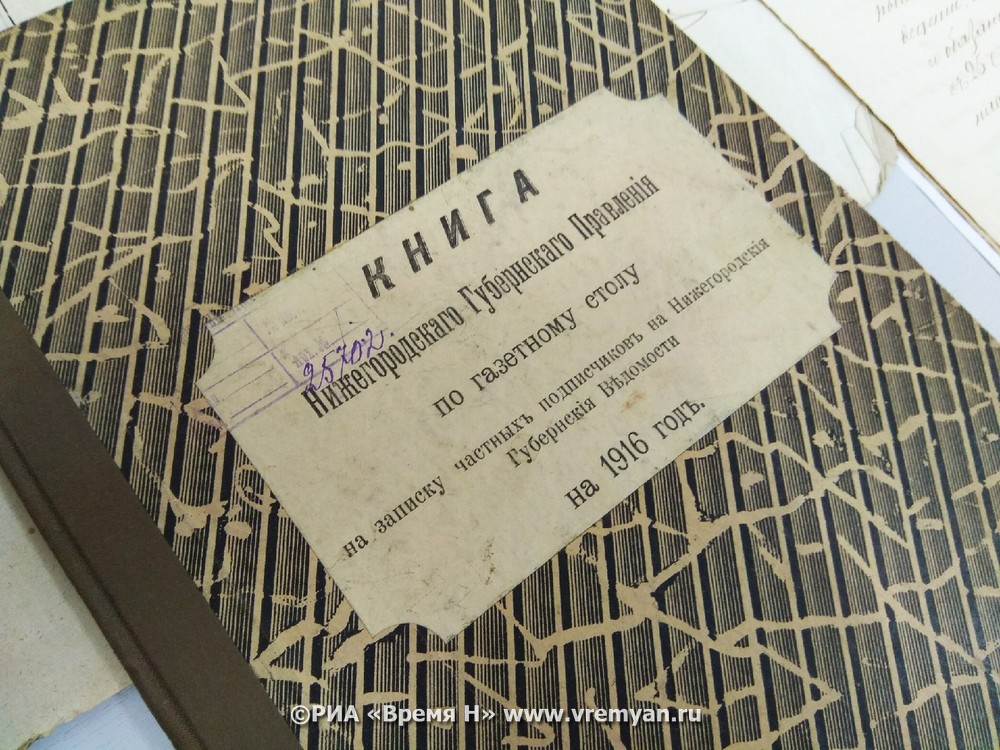 КНИГА
Нижегородскаго Губернскаго Правленія
по газетному столу
на записку частныхъ подписчиковъ на Нижегородскія
Губернскія Вѣдомости
на 1916 годъ.
25702.
©РИА «Время Н» www.vremyan.ru